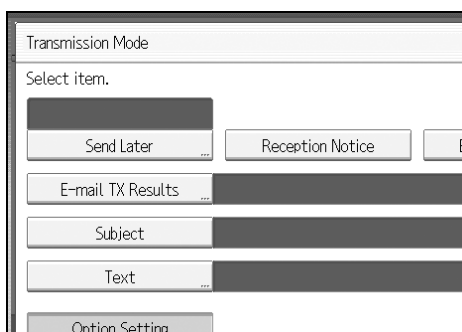 Transmission Mode
Select item.
Send Later ...
Reception Notice
E-mail TX Results ...
Subject
Text ...
Option Setting